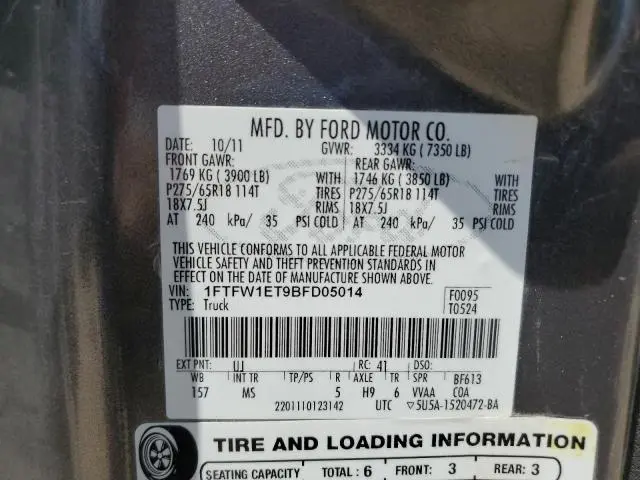 MFD. BY FORD MOTOR CO.
DATE: 10/11 GVWR: 3334 KG ( 7350 LB)
FRONT GAWR: REAR GAWR:
1769 KG ( 3900 LB) WITH 1746 KG ( 3850 LB) WITH
P275/65R18 114T TIRES P275/65R18 114T TIRES
18X7.5J RIMS 18X7.5J RIMS
AT 240 kPa/ 35 PSI COLD AT 240 kPa/ 35 PSI COLD
THIS VEHICLE CONFORMS TO ALL APPLICABLE FEDERAL MOTOR
VEHICLE SAFETY AND THEFT PREVENTION STANDARDS IN
EFFECT ON THE DATE OF MANUFACTURE SHOWN ABOVE.
VIN: 1FTFW1ET9BFD05014 F0095
TYPE: Truck T0524
EXT PNT: UJ RC: 41 DSO:
WB INT TR TP/PS R AXLE TR SPR BF613
157 MS 5 H9 6 VVAA COA
2201110123142 UTC ▽5U5A-1520472-BA
TIRE AND LOADING INFORMATION
SEATING CAPACITY TOTAL : 6 FRONT: 3 REAR: 3